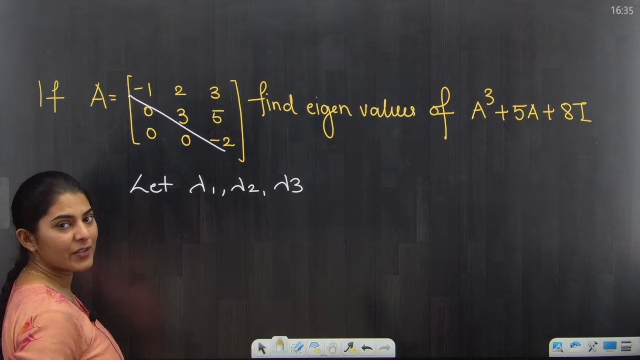 16:35
If A = [-1 2 3 find eigen values of A³+5A+8I
0 3 5
0 0 -2]
Let λ1, λ2, λ3